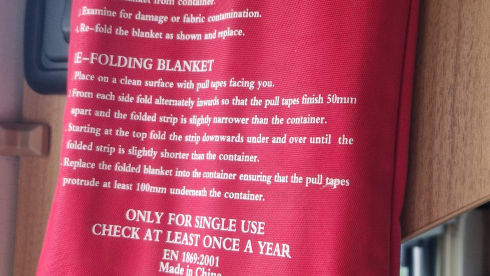 blanket from container.
Examine for damage or fabric contamination.
Re-fold the blanket as shown and replace.
E-FOLDING BLANKET
Place on a clean surface with pull tapes facing you.
From each side fold alternately inwards so that the pull tapes finish 50mm
apart and the folded strip is slightly narrower than the container.
Starting at the top fold the strip downwards under and over until the
folded strip is slightly shorter than the container.
Replace the folded blanket into the container ensuring that the pull tapes
protrude at least 100mm underneath the container.
ONLY FOR SINGLE USE
CHECK AT LEAST ONCE A YEAR
EN 1869:2001
Made in China